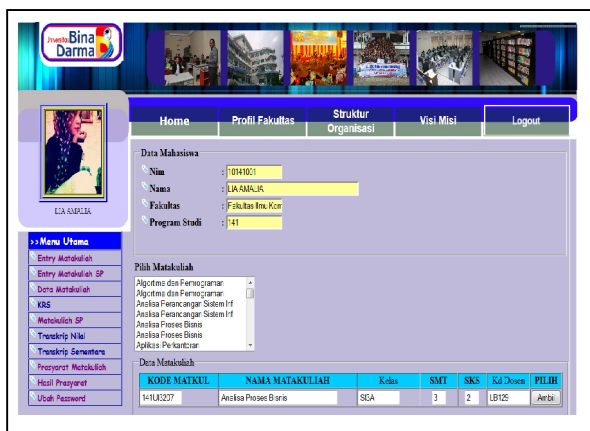 Bina
Darma
Home
Profil Fakultas
Struktur
Organisasi
Visi Misi
Logout
LIA AMALIA
Data Mahasiswa
Nim : 10141001
Nama : LIA AMALIA
Fakultas : Fakultas Ilmu Kom
Program Studi : 141
>>Menu Utama
Entry Matakuliah
Entry Matakuliah SP
Data Matakuliah
KRS
Matakuliah SP
Transkrip Nilai
Transkrip Sementara
Prasyarat Matakuliah
Hasil Prasyarat
Ubah Password
Pilih Matakuliah
Algoritma dan Pemrograman
Algoritma dan Pemrograman
Analisa Perancangan Sistem Inf
Analisa Perancangan Sistem Inf
Analisa Proses Bisnis
Analisa Proses Bisnis
Aplikasi Perkantoran
Data Matakuliah
KODE MATKUL NAMA MATAKULIAH Kelas SMT SKS Kd Dosen PILIH
Analisa Proses Bisnis 3 2 LB129 Ambil